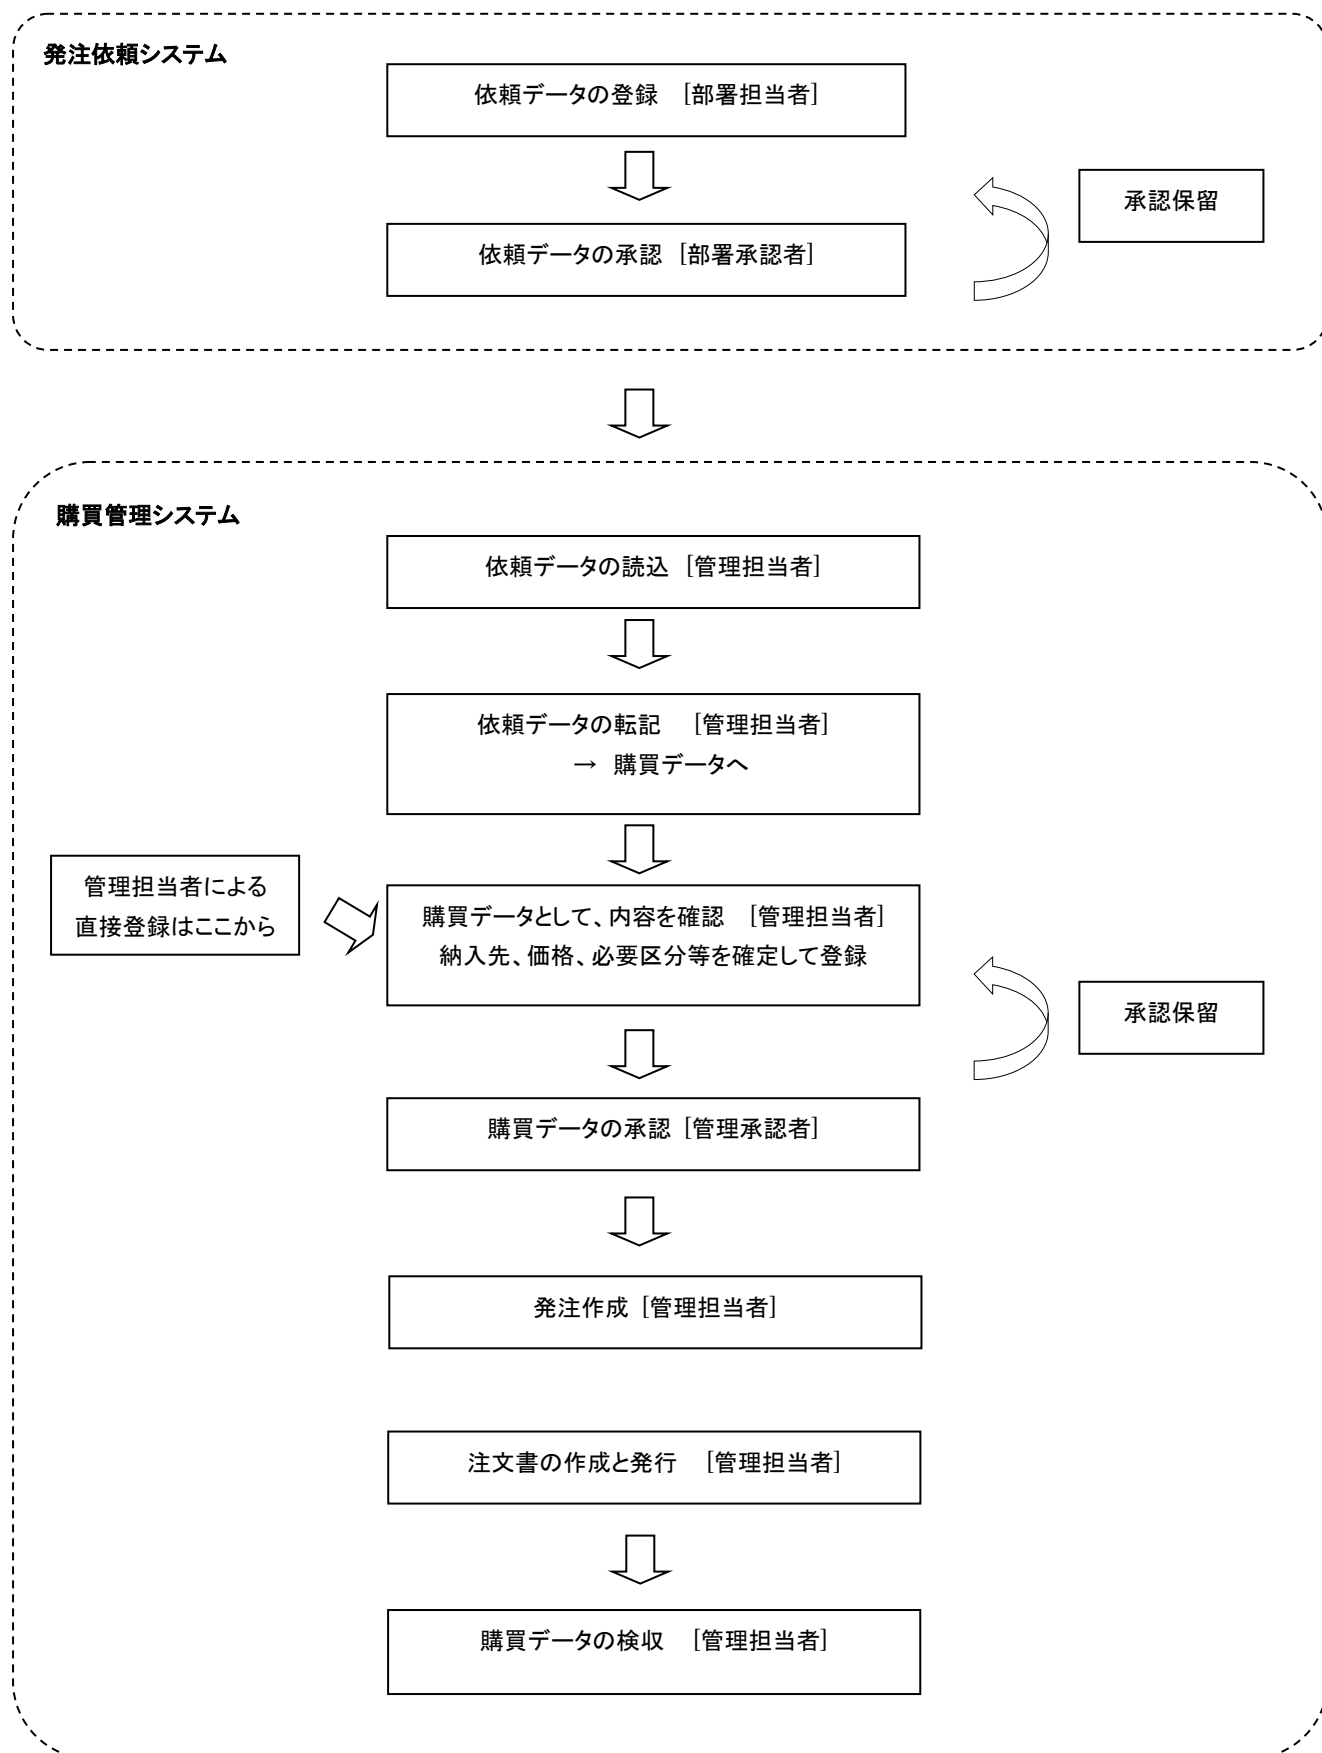 発注依頼システム
依頼データの登録　[部署担当者]
承認保留
依頼データの承認 [部署承認者]
購買管理システム
依頼データの読込 [管理担当者]
依頼データの転記　[管理担当者]
→ 購買データへ
管理担当者による
直接登録はここから
購買データとして、内容を確認　[管理担当者]
納入先、価格、必要区分等を確定して登録
承認保留
購買データの承認 [管理承認者]
発注作成 [管理担当者]
注文書の作成と発行　[管理担当者]
購買データの検収　[管理担当者]